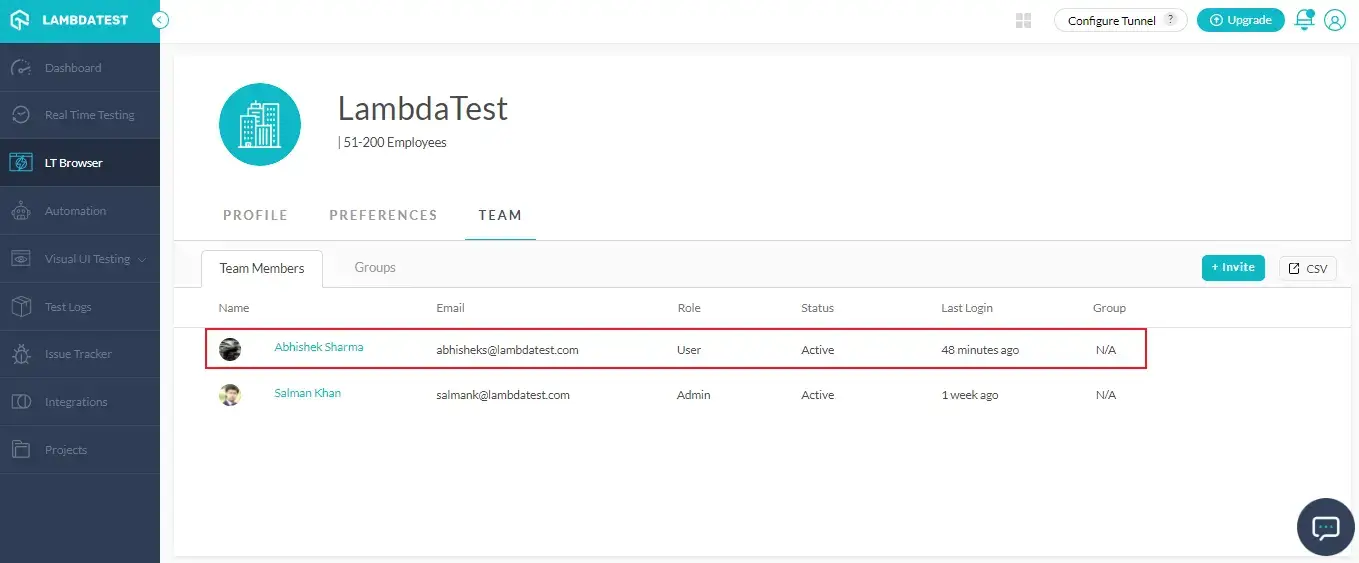 LAMBDATEST
Configure Tunnel ?
Upgrade
Dashboard
Real Time Testing
LT Browser
Automation
Visual UI Testing
Test Logs
Issue Tracker
Integrations
Projects
LambdaTest
| 51-200 Employees
PROFILE PREFERENCES TEAM
Team Members Groups + Invite CSV
Name Email Role Status Last Login Group
Abhishek Sharma abhisheks@lambdatest.com User Active 48 minutes ago N/A
Salman Khan salmank@lambdatest.com Admin Active 1 week ago N/A